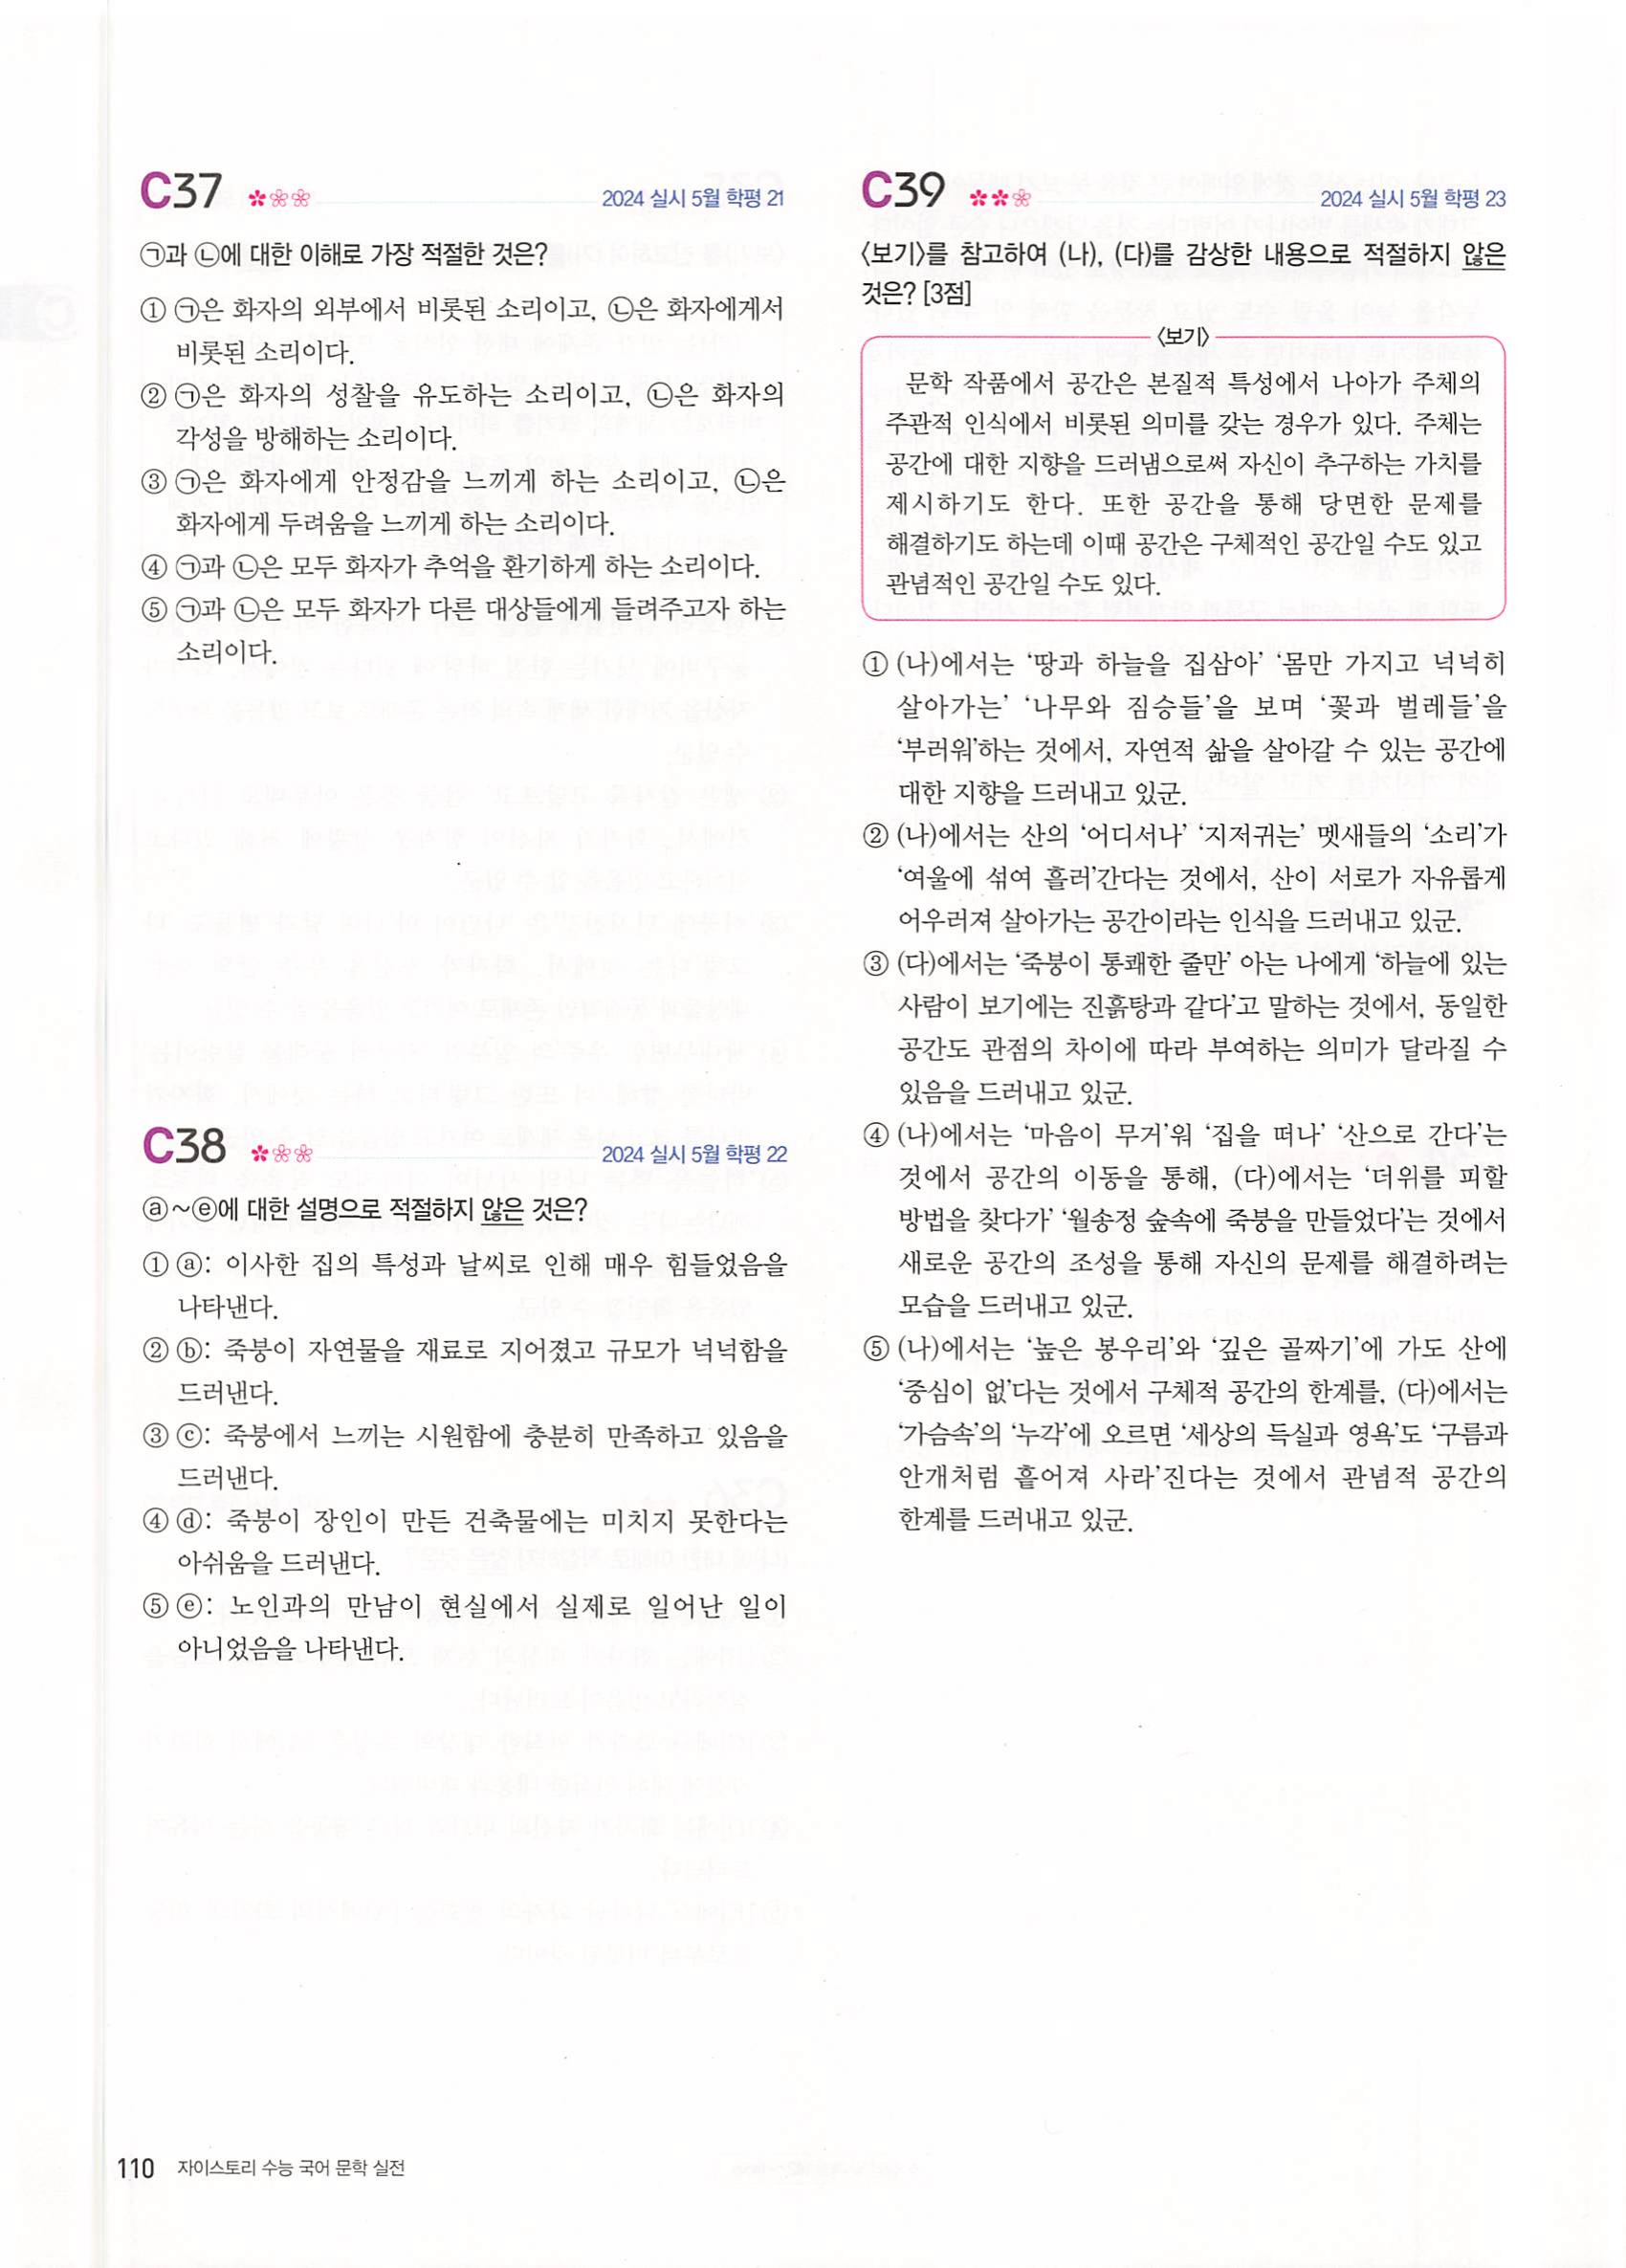 C37
2024 실시 5월 학평 21
㉠과 ㉡에 대한 이해로 가장 적절한 것은?
① ㉠은 화자의 외부에서 비롯된 소리이고, ㉡은 화자에게서
비롯된 소리이다.
② ㉠은 화자의 성찰을 유도하는 소리이고, ㉡은 화자의
각성을 방해하는 소리이다.
③ ㉠은 화자에게 안정감을 느끼게 하는 소리이고, ㉡은
화자에게 두려움을 느끼게 하는 소리이다.
④ ㉠과 ㉡은 모두 화자가 추억을 환기하게 하는 소리이다.
⑤ ㉠과 ㉡은 모두 화자가 다른 대상들에게 들려주고자 하는
소리이다.
C38
2024 실시 5월 학평 22
ⓐ~ⓔ에 대한 설명으로 적절하지 않은 것은?
① ⓐ: 이사한 집의 특성과 날씨로 인해 매우 힘들었음을
나타낸다.
② ⓑ: 죽붕이 자연물을 재료로 지어졌고 규모가 넉넉함을
드러낸다.
③ ⓒ: 죽붕에서 느끼는 시원함에 충분히 만족하고 있음을
드러낸다.
④ ⓓ: 죽붕이 장인이 만든 건축물에는 미치지 못한다는
아쉬움을 드러낸다.
⑤ ⓔ: 노인과의 만남이 현실에서 실제로 일어난 일이
아니었음을 나타낸다.
C39
2024 실시 5월 학평 23
〈보기〉를 참고하여 (나), (다)를 감상한 내용으로 적절하지 않은
것은? [3점]
〈보기〉
문학 작품에서 공간은 본질적 특성에서 나아가 주체의
주관적 인식에서 비롯된 의미를 갖는 경우가 있다. 주체는
공간에 대한 지향을 드러냄으로써 자신이 추구하는 가치를
제시하기도 한다. 또한 공간을 통해 당면한 문제를
해결하기도 하는데 이때 공간은 구체적인 공간일 수도 있고
관념적인 공간일 수도 있다.
① (나)에서는 ‘땅과 하늘을 집삼아’ ‘몸만 가지고 넉넉히
살아가는’ ‘나무와 짐승들’을 보며 ‘꽃과 벌레들’을
‘부러워’하는 것에서, 자연적 삶을 살아갈 수 있는 공간에
대한 지향을 드러내고 있군.
② (나)에서는 산의 ‘어디서나’ ‘지저귀는’ 멧새들의 ‘소리’가
‘여울에 섞여 흘러’간다는 것에서, 산이 서로가 자유롭게
어우러져 살아가는 공간이라는 인식을 드러내고 있군.
③ (다)에서는 ‘죽붕이 통쾌한 줄만’ 아는 나에게 ‘하늘에 있는
사람이 보기에는 진흙탕과 같다’고 말하는 것에서, 동일한
공간도 관점의 차이에 따라 부여하는 의미가 달라질 수
있음을 드러내고 있군.
④ (나)에서는 ‘마음이 무거’워 ‘집을 떠나’ ‘산으로 간다’는
것에서 공간의 이동을 통해, (다)에서는 ‘더위를 피할
방법을 찾다가’ ‘월송정 숲속에 죽붕을 만들었다’는 것에서
새로운 공간의 조성을 통해 자신의 문제를 해결하려는
모습을 드러내고 있군.
⑤ (나)에서는 ‘높은 봉우리’와 ‘깊은 골짜기’에 가도 산에
‘중심이 없’다는 것에서 구체적 공간의 한계를, (다)에서는
‘가슴속’의 ‘누각’에 오르면 ‘세상의 득실과 영욕’도 ‘구름과
안개처럼 흩어져 사라’진다는 것에서 관념적 공간의
한계를 드러내고 있군.
110 자이스토리 수능 국어 문학 실전